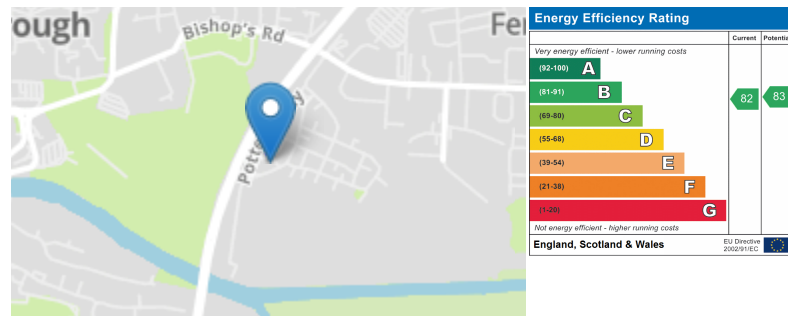 ough
Bishop's Rd
Fe
Potte
y
Energy Efficiency Rating
Current
Potentia
Very energy efficient - lower running costs
(92-100) A
(81-91) B
82
83
(69-80) C
(55-68) D
(39-54) E
(21-38) F
(1-20) G
Not energy efficient - higher running costs
England, Scotland & Wales
EU Directive
2002/91/EC